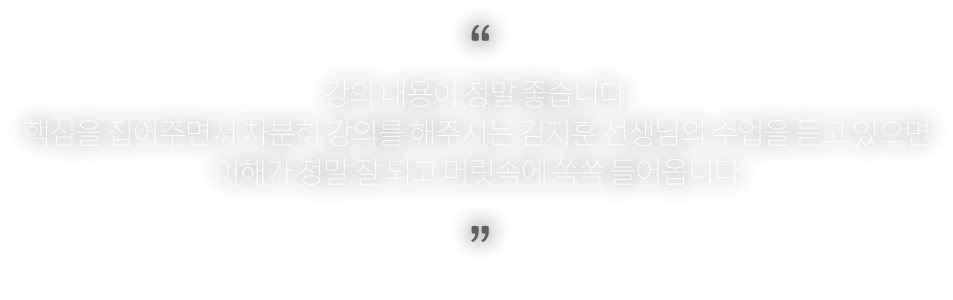 “
강의 내용이 정말 좋습니다.
핵심을 집어주면서 차분히 강의를 해주시는 김지훈 선생님의 수업을 듣고 있으면
이해가 정말 잘 되고 머릿속에 쏙쏙 들어옵니다.
”